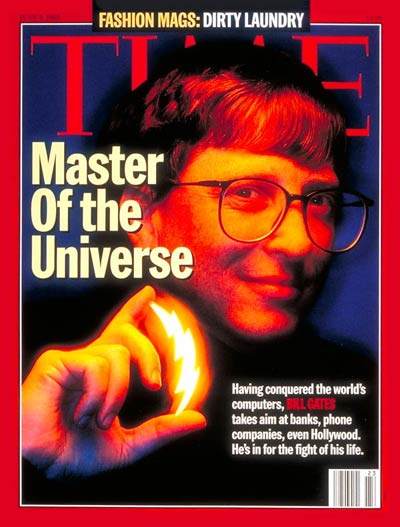 FASHION MAGS: DIRTY LAUNDRY
TIME
Master
Of the
Universe
Having conquered the world's
computers, BILL GATES
takes aim at banks, phone
companies, even Hollywood.
He's in for the fight of his life.
23